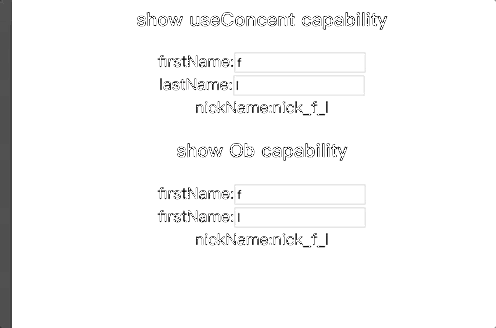 show useConcent capability
firstName: f
lastName: l
nickName:nick_f_l
show Ob capability
firstName: f
firstName: l
nickName:nick_f_l